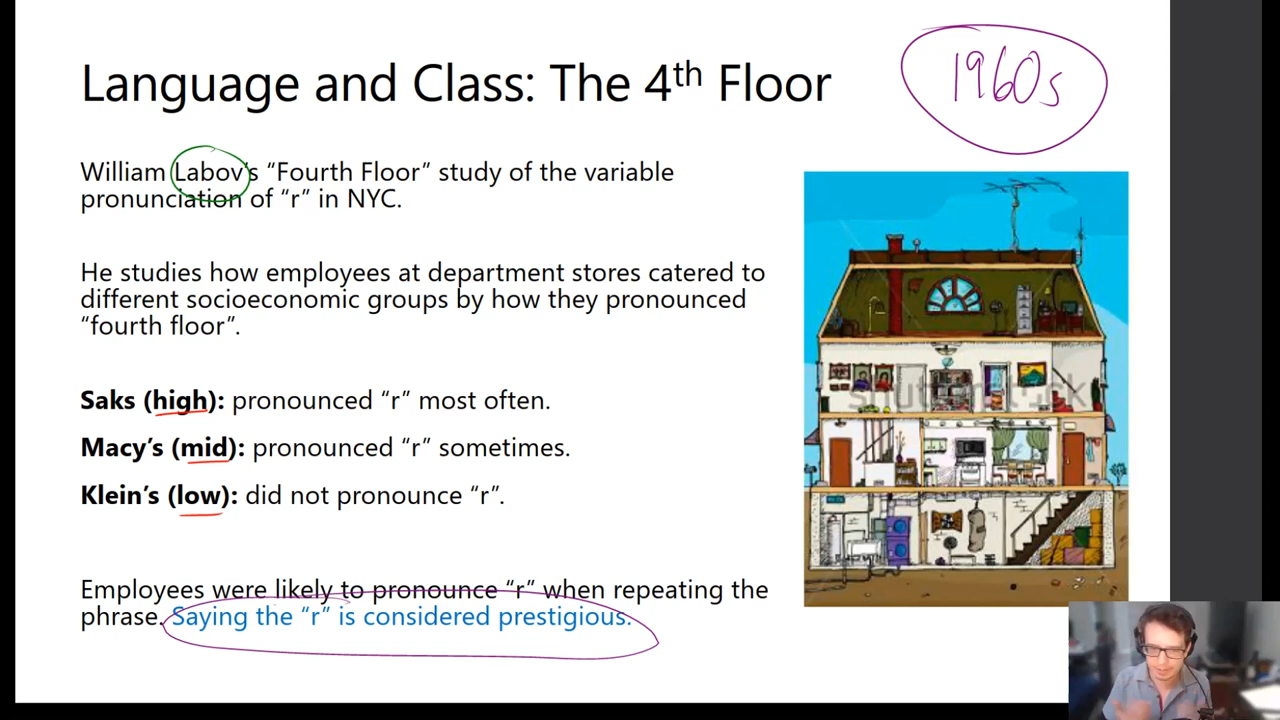 Language and Class: The 4th Floor
1960s
William Labov's “Fourth Floor” study of the variable
pronunciation of “r” in NYC.
He studies how employees at department stores catered to
different socioeconomic groups by how they pronounced
“fourth floor”.
Saks (high): pronounced “r” most often.
Macy’s (mid): pronounced “r” sometimes.
Klein’s (low): did not pronounce “r”.
Employees were likely to pronounce “r” when repeating the
phrase. Saying the “r” is considered prestigious.